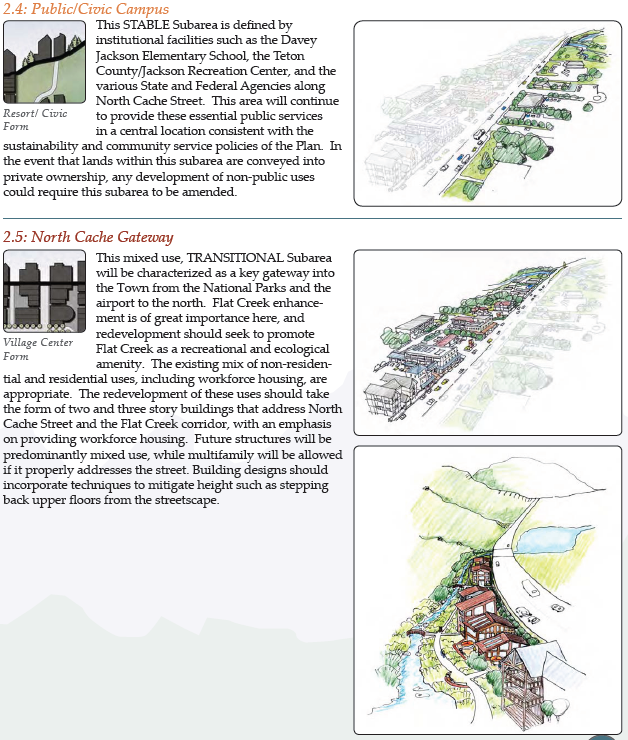 2.4: Public/Civic Campus
This STABLE Subarea is defined by
institutional facilities such as the Davey
Jackson Elementary School, the Teton
County/Jackson Recreation Center, and the
various State and Federal Agencies along
North Cache Street.  This area will continue
to provide these essential public services
in a central location consistent with the
Resort/ Civic
Form
sustainability and community service policies of the Plan.  In
the event that lands within this subarea are conveyed into
private ownership, any development of non-public uses
could require this subarea to be amended.
2.5: North Cache Gateway
This mixed use, TRANSITIONAL Subarea
will be characterized as a key gateway into
the Town from the National Parks and the
airport to the north.  Flat Creek enhance-
ment is of great importance here, and
redevelopment should seek to promote
Flat Creek as a recreational and ecological
amenity.  The existing mix of non-residen-
Village Center
Form
tial and residential uses, including workforce housing, are
appropriate.  The redevelopment of these uses should take
the form of two and three story buildings that address North
Cache Street and the Flat Creek corridor, with an emphasis
on providing workforce housing.  Future structures will be
predominantly mixed use, while multifamily will be allowed
if it properly addresses the street. Building designs should
incorporate techniques to mitigate height such as stepping
back upper floors from the streetscape.